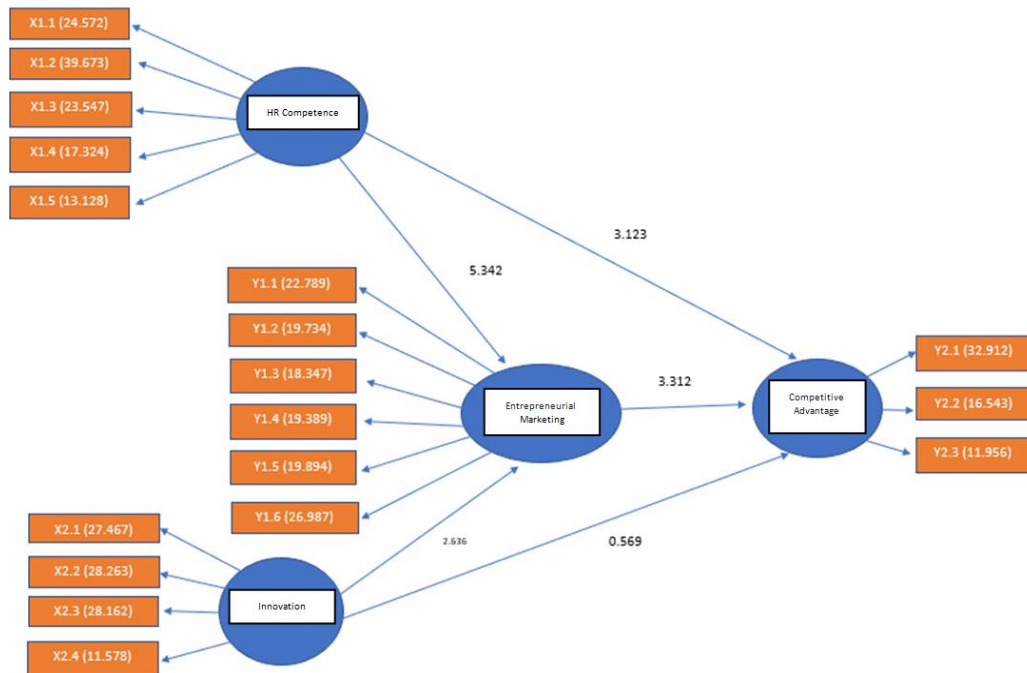 X1.1 (24.572)
X1.2 (39.673)
X1.3 (23.547)
X1.4 (17.324)
X1.5 (13.128)
HR Competence
3.123
5.342
Y1.1 (22.789)
Y1.2 (19.734)
Y1.3 (18.347)
Y1.4 (19.389)
Y1.5 (19.894)
Y1.6 (26.987)
Entrepreneurial
Marketing
3.312
Competitive
Advantage
Y2.1 (32.912)
Y2.2 (16.543)
Y2.3 (11.956)
X2.1 (27.467)
X2.2 (28.263)
X2.3 (28.162)
X2.4 (11.578)
Innovation
2.636
0.569